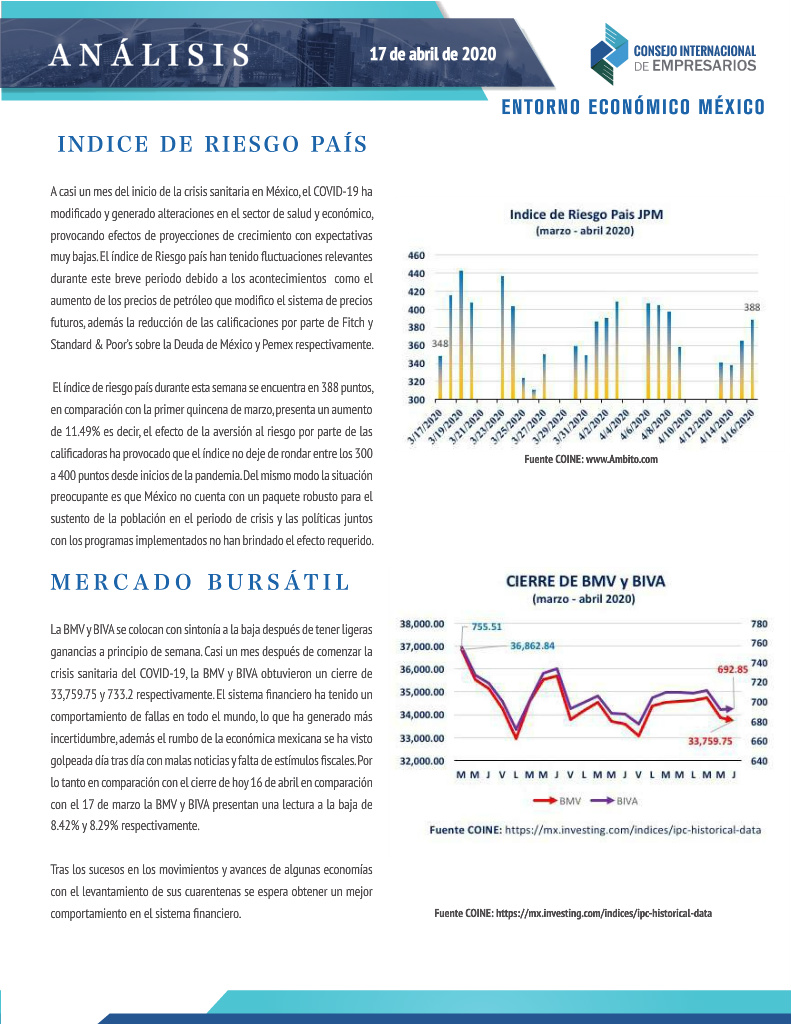 ANÁLISIS
17 de abril de 2020
CONSEJO INTERNACIONAL
DE EMPRESARIOS
ENTORNO ECONÓMICO MÉXICO
INDICE DE RIESGO PAÍS
A casi un mes del inicio de la crisis sanitaria en México, el COVID-19 ha
modificado y generado alteraciones en el sector de salud y económico,
provocando efectos de proyecciones de crecimiento con expectativas
muy bajas. El índice de Riesgo país han tenido fluctuaciones relevantes
durante este breve periodo debido a los acontecimientos como el
aumento de los precios de petróleo que modifico el sistema de precios
futuros, además la reducción de las calificaciones por parte de Fitch y
Standard & Poor's sobre la Deuda de México y Pemex respectivamente.
El índice de riesgo país durante esta semana se encuentra en 388 puntos,
en comparación con la primer quincena de marzo, presenta un aumento
de 11.49% es decir, el efecto de la aversión al riesgo por parte de las
calificadoras ha provocado que el índice no deje de rondar entre los 300
a 400 puntos desde inicios de la pandemia. Del mismo modo la situación
preocupante es que México no cuenta con un paquete robusto para el
sustento de la población en el periodo de crisis y las políticas juntos
con los programas implementados no han brindado el efecto requerido.
Indice de Riesgo Pais JPM
(marzo - abril 2020)
460
440
420
400
380
360
340
320
300
348
388
3/17/2020
3/19/2020
3/21/2020
3/23/2020
3/25/2020
3/27/2020
3/29/2020
3/31/2020
4/2/2020
4/4/2020
4/6/2020
4/8/2020
4/10/2020
4/12/2020
4/14/2020
4/16/2020
Fuente COINE: www.Ambito.com
MERCADO BURSÁTIL
La BMV y BIVA se colocan con sintonía a la baja después de tener ligeras
ganancias a principio de semana. Casi un mes después de comenzar la
crisis sanitaria del COVID-19, la BMV y BIVA obtuvieron un cierre de
33,759.75 y 733.2 respectivamente. El sistema financiero ha tenido un
comportamiento de fallas en todo el mundo, lo que ha generado más
incertidumbre, además el rumbo de la económica mexicana se ha visto
golpeada día tras día con malas noticias y falta de estímulos fiscales. Por
lo tanto en comparación con el cierre de hoy 16 de abril en comparación
con el 17 de marzo la BMV y BIVA presentan una lectura a la baja de
8.42% y 8.29% respectivamente.
Tras los sucesos en los movimientos y avances de algunas economías
con el levantamiento de sus cuarentenas se espera obtener un mejor
comportamiento en el sistema financiero.
CIERRE DE BMV y BIVA
(marzo - abril 2020)
38,000.00
37,000.00
36,000.00
35,000.00
34,000.00
33,000.00
32,000.00
780
760
740
720
700
680
660
640
755.51
36,862.84
692.85
33,759.75
M M J V L M M J V L M M J V L M M M M J
BMV BIVA
Fuente COINE: https://mx.investing.com/indices/ipc-historical-data
Fuente COINE: https://mx.investing.com/indices/ipc-historical-data